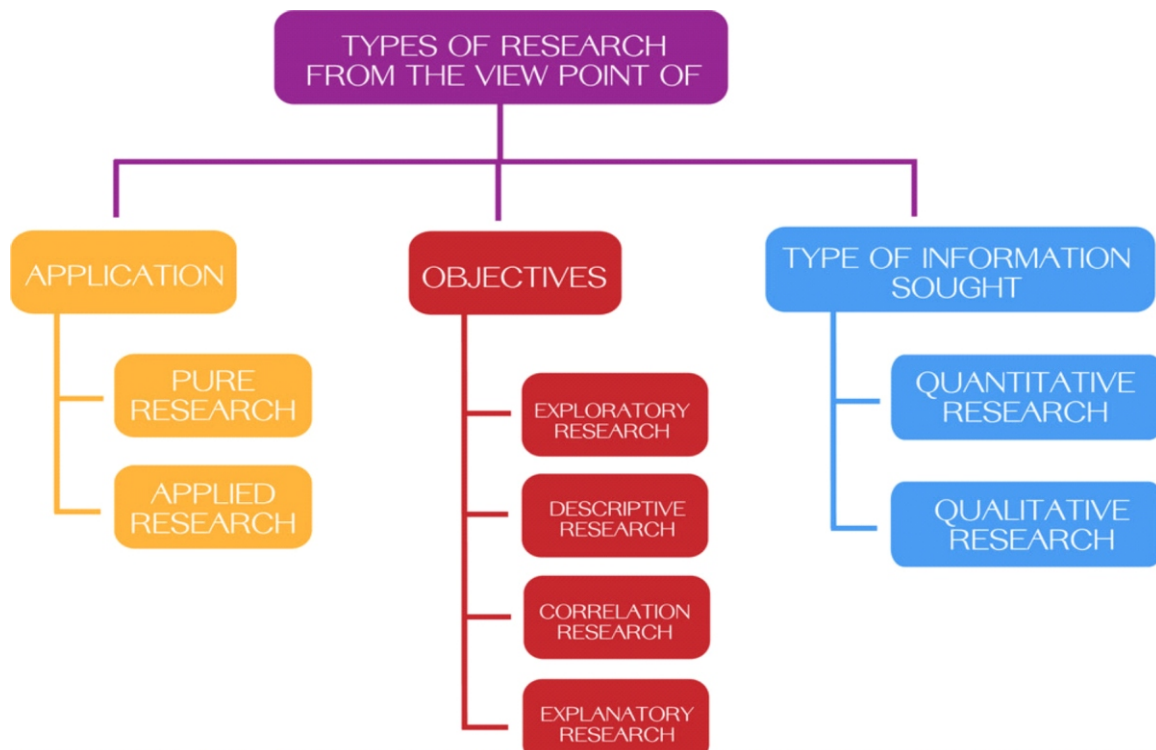 TYPES OF RESEARCH
FROM THE VIEW POINT OF
APPLICATION
PURE
RESEARCH
APPLIED
RESEARCH
OBJECTIVES
EXPLORATORY
RESEARCH
DESCRIPTIVE
RESEARCH
CORRELATION
RESEARCH
EXPLANATORY
RESEARCH
TYPE OF INFORMATION
SOUGHT
QUANTITATIVE
RESEARCH
QUALITATIVE
RESEARCH